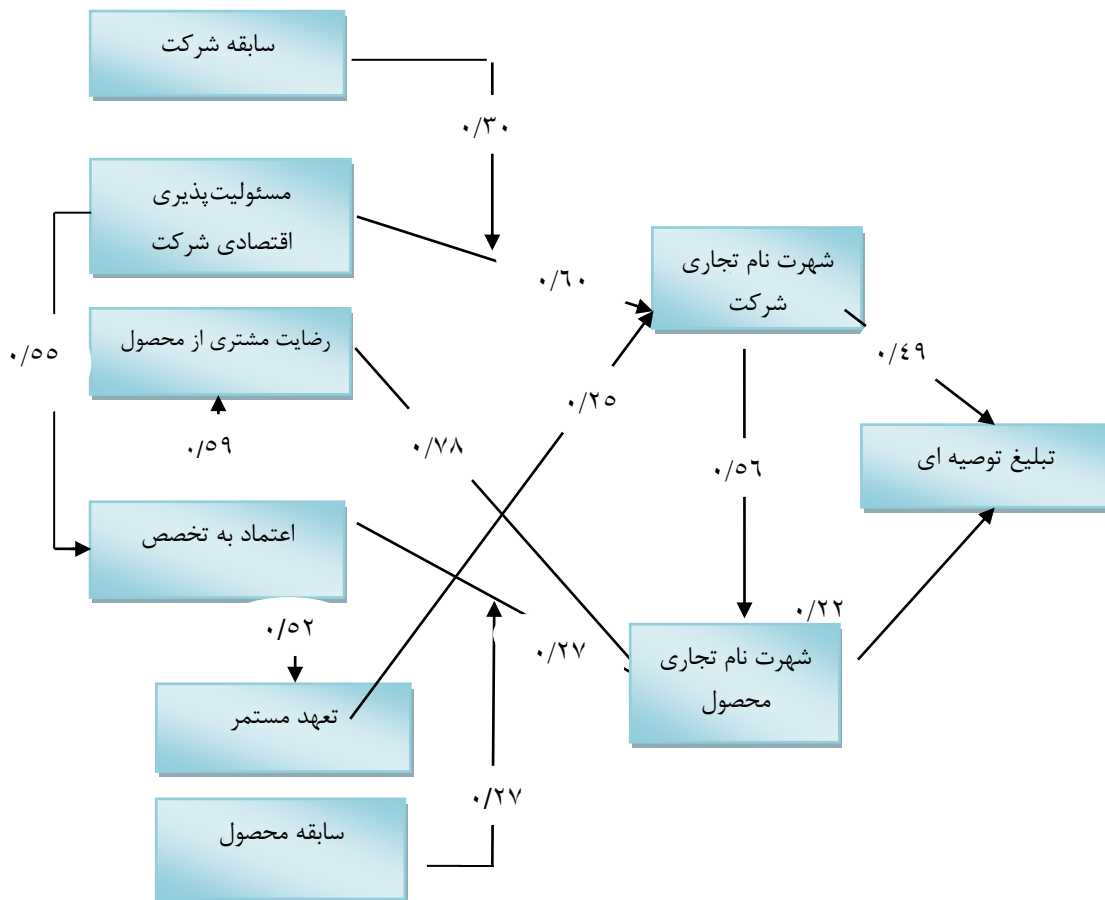 سابقه شرکت
۰/۳۰
مسئولیت‌پذیری
اقتصادی شرکت
۰/۶۰
شهرت نام تجاری
شرکت
رضایت مشتری از محصول
۰/۵۵
۰/۴۹
۰/۲۵
۰/۵۹
۰/۷۸
۰/۵۶
تبلیغ توصیه ای
اعتماد به تخصص
۰/۵۲
۰/۲۷
۰/۲۲
شهرت نام تجاری
محصول
تعهد مستمر
۰/۲۷
سابقه محصول